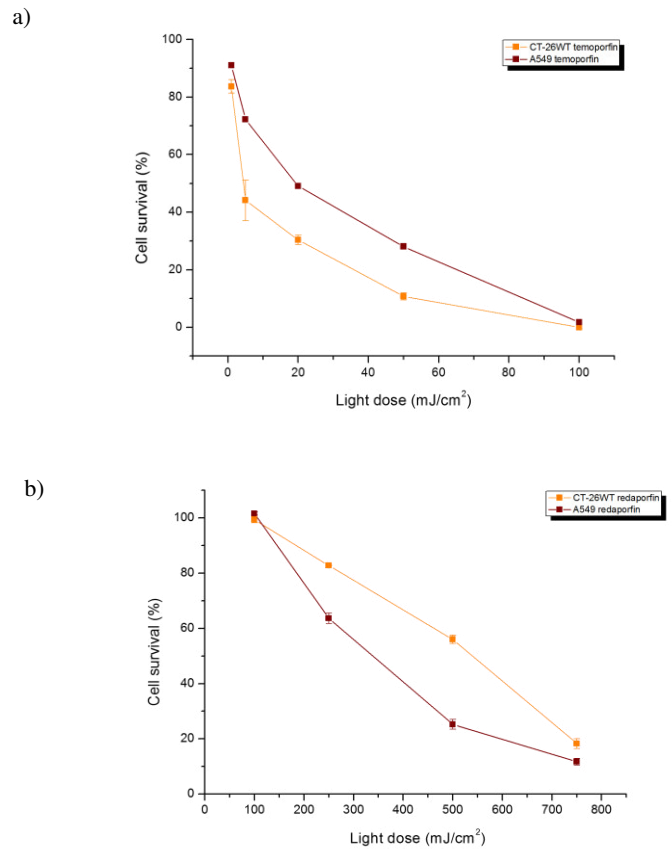 a)
CT-26WT temoporfin
A549 temoporfin
100
80
60
40
20
0
Cell survival (%)
0 20 40 60 80 100
Light dose (mJ/cm²)
b)
CT-26WT redaporfin
A549 redaporfin
100
80
60
40
20
0
Cell survival (%)
0 100 200 300 400 500 600 700 800
Light dose (mJ/cm²)